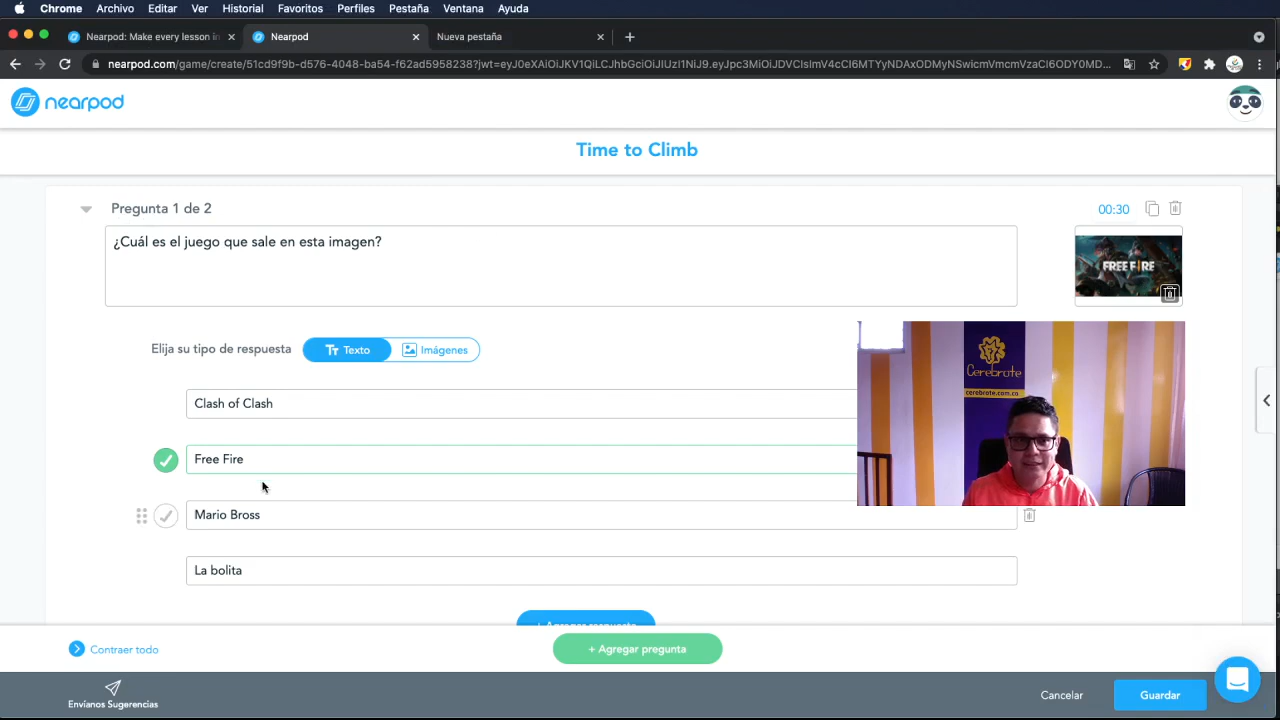 Chrome Archivo Editar Ver Historial Favoritos Perfiles Pestaña Ventana Ayuda
Nearpod: Make every lesson in
Nearpod
Nueva pestaña
nearpod.com/game/create/51cd9f9b-d576-4048-ba54-f62ad5958238?jwt=
nearpod
Time to Climb
Pregunta 1 de 2
00:30
¿Cuál es el juego que sale en esta imagen?
FREE FIRE
Elija su tipo de respuesta
Texto
Imágenes
Cerebrote
cerebrote.com.co
Clash of Clash
Free Fire
Mario Bross
La bolita
+ Agregar respuesta
Contraer todo
+ Agregar pregunta
Envíanos Sugerencias
Cancelar
Guardar